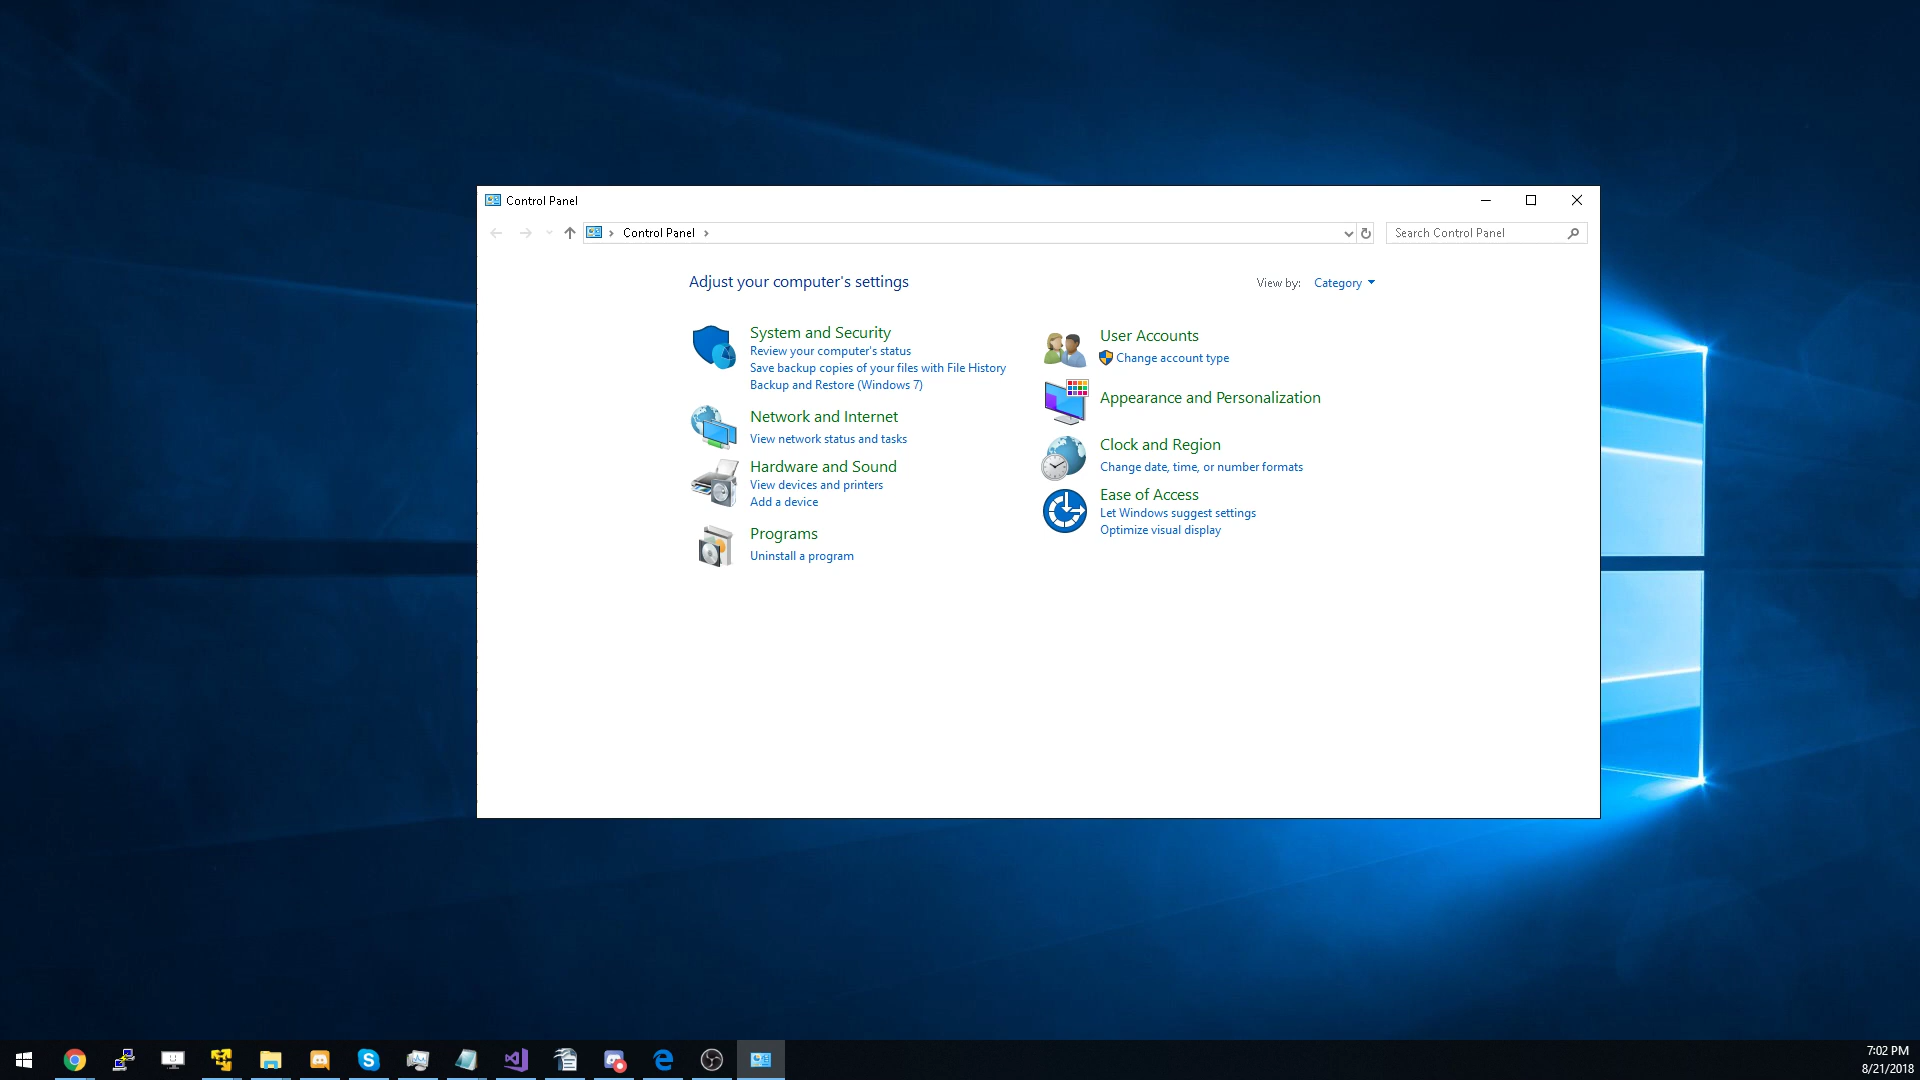 Control Panel
Control Panel
Search Control Panel
Adjust your computer's settings
View by: Category
System and Security
Review your computer's status
Save backup copies of your files with File History
Backup and Restore (Windows 7)
Network and Internet
View network status and tasks
Hardware and Sound
View devices and printers
Add a device
Programs
Uninstall a program
User Accounts
Change account type
Appearance and Personalization
Clock and Region
Change date, time, or number formats
Ease of Access
Let Windows suggest settings
Optimize visual display
7:02 PM
8/21/2018